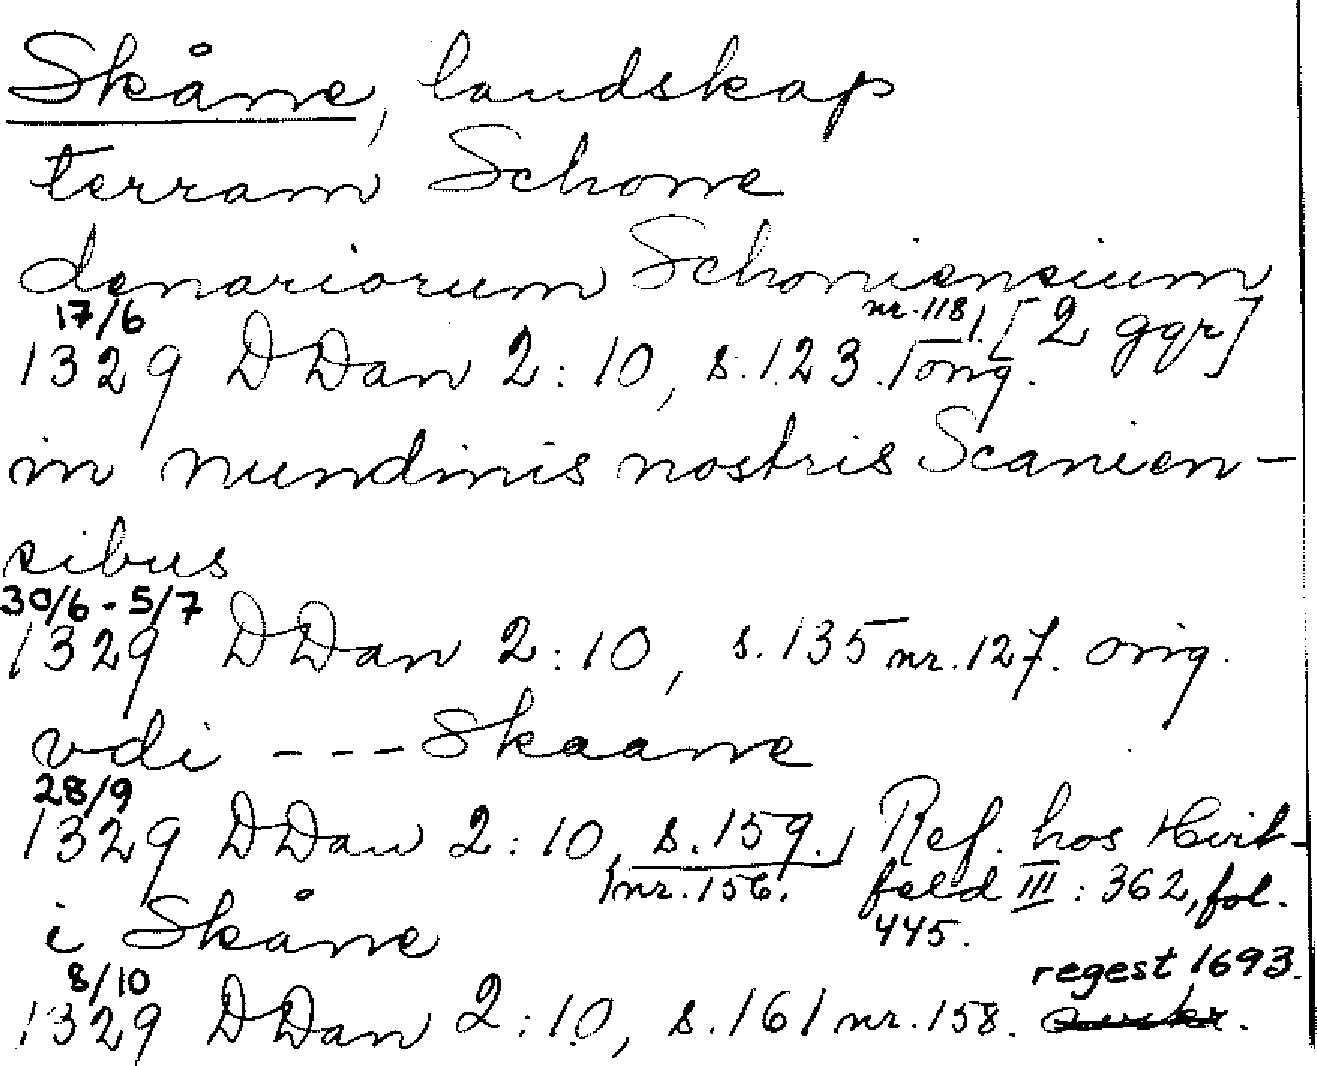 Skåne, landskap
terram Schone
denariorum Schoniensium
17/6
1329 DDan 2:10, s. 123. nr. 118. orig. [2 ggr]
in nundinis nostris Scanien-
sibus
30/6 - 5/7
1329 DDan 2:10, s. 135 nr. 127. orig.
vdi --- Skaane
28/9
1329 DDan 2:10, s. 159. nr. 156. Ref. hos Hvit-
feld III: 362, fol.
445.
i Skåne
8/10
1329 DDan 2:10, s. 161 nr. 158. regest 1693.